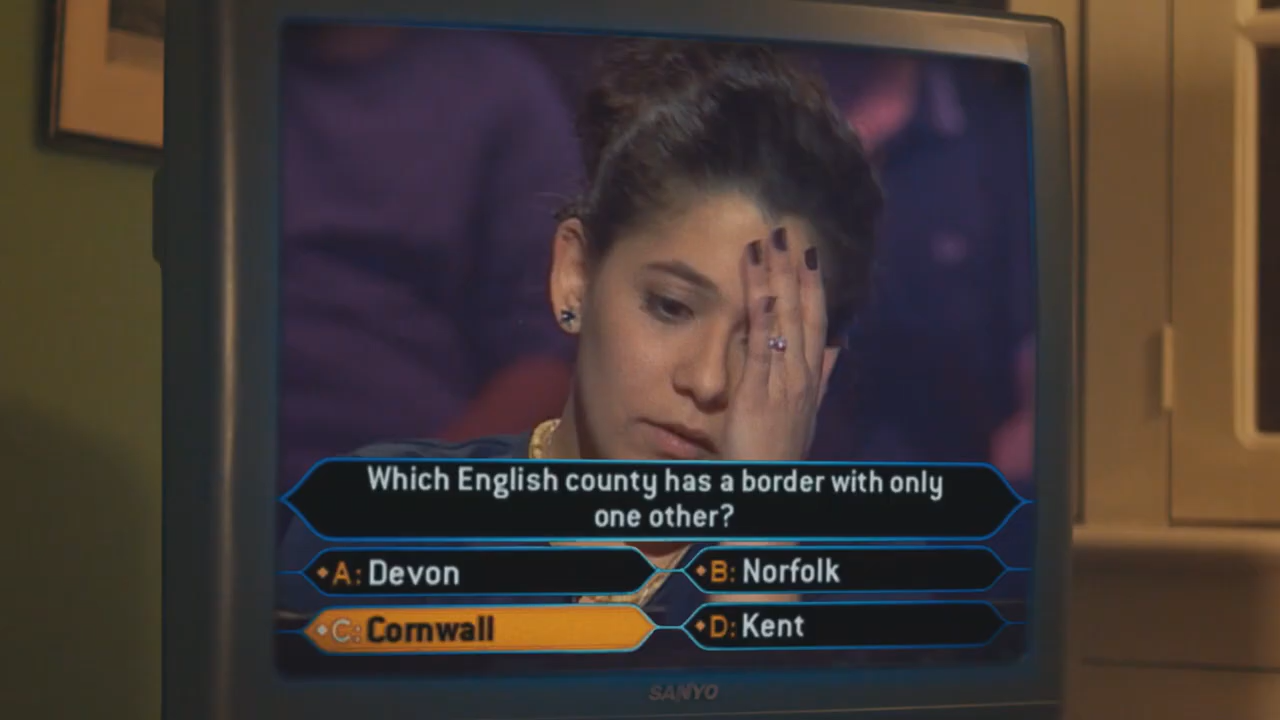 Which English county has a border with only
one other?
A: Devon
B: Norfolk
C: Cornwall
D: Kent
SANYO